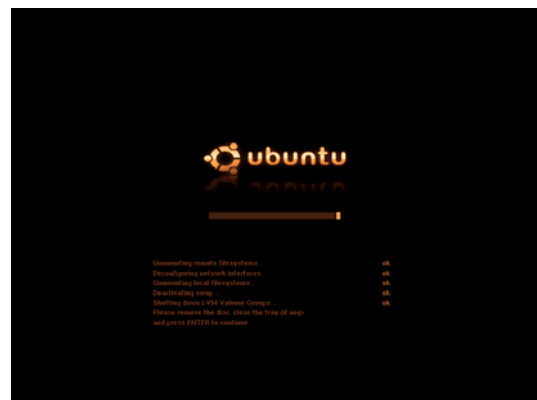 ubuntu
Unmounting remote filesystems... ok
Deconfiguring network interfaces... ok
Unmounting local filesystems... ok
Deactivating swap... ok
Shutting down LVM Volume Groups... ok
Please remove the disc, close the tray (if any)
and press ENTER to continue